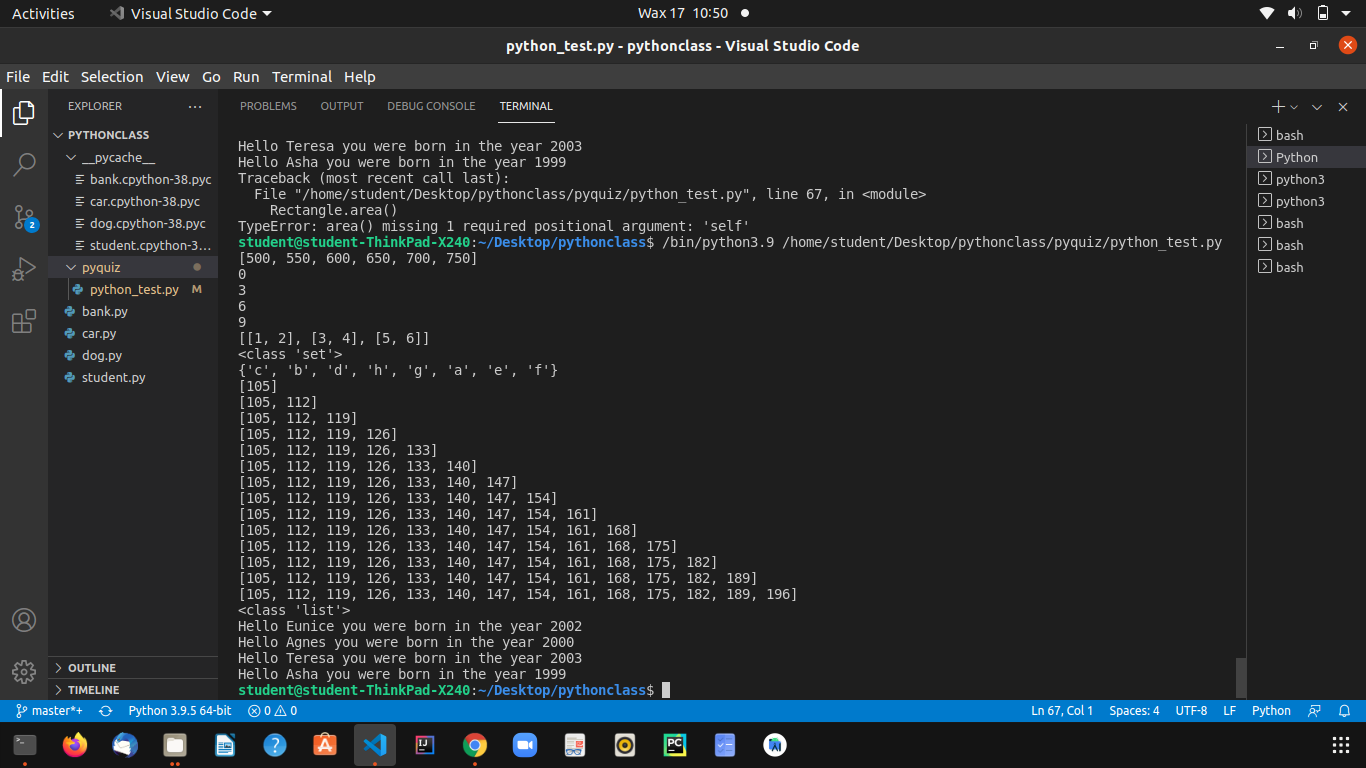 Activities Visual Studio Code Wax 17 10:50
python_test.py - pythonclass - Visual Studio Code
File Edit Selection View Go Run Terminal Help
EXPLORER ...
PYTHONCLASS
__pycache__
bank.cpython-38.pyc
car.cpython-38.pyc
dog.cpython-38.pyc
student.cpython-3...
pyquiz
python_test.py M
bank.py
car.py
dog.py
student.py
OUTLINE
TIMELINE
2
PROBLEMS OUTPUT DEBUG CONSOLE TERMINAL
Hello Teresa you were born in the year 2003
Hello Asha you were born in the year 1999
Traceback (most recent call last):
File "/home/student/Desktop/pythonclass/pyquiz/python_test.py", line 67, in <module>
Rectangle.area()
TypeError: area() missing 1 required positional argument: 'self'
student@student-ThinkPad-X240:~/Desktop/pythonclass$ /bin/python3.9 /home/student/Desktop/pythonclass/pyquiz/python_test.py
[500, 550, 600, 650, 700, 750]
0
3
6
9
[[1, 2], [3, 4], [5, 6]]
<class 'set'>
{'c', 'b', 'd', 'h', 'g', 'a', 'e', 'f'}
[105]
[105, 112]
[105, 112, 119]
[105, 112, 119, 126]
[105, 112, 119, 126, 133]
[105, 112, 119, 126, 133, 140]
[105, 112, 119, 126, 133, 140, 147]
[105, 112, 119, 126, 133, 140, 147, 154]
[105, 112, 119, 126, 133, 140, 147, 154, 161]
[105, 112, 119, 126, 133, 140, 147, 154, 161, 168]
[105, 112, 119, 126, 133, 140, 147, 154, 161, 168, 175]
[105, 112, 119, 126, 133, 140, 147, 154, 161, 168, 175, 182]
[105, 112, 119, 126, 133, 140, 147, 154, 161, 168, 175, 182, 189]
[105, 112, 119, 126, 133, 140, 147, 154, 161, 168, 175, 182, 189, 196]
<class 'list'>
Hello Eunice you were born in the year 2002
Hello Agnes you were born in the year 2000
Hello Teresa you were born in the year 2003
Hello Asha you were born in the year 1999
student@student-ThinkPad-X240:~/Desktop/pythonclass$
bash
Python
python3
python3
bash
bash
bash
master*+ Python 3.9.5 64-bit 0 0 Ln 67, Col 1 Spaces: 4 UTF-8 LF Python
IJ
PC